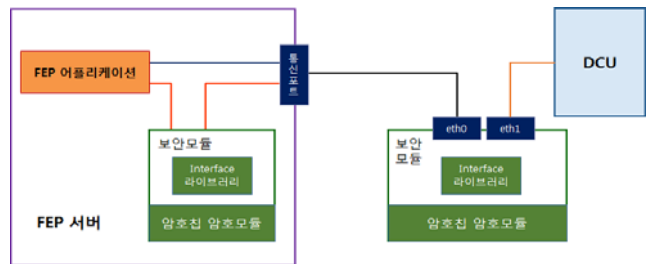 FEP 어플리케이션
통신포트
DCU
eth0
eth1
보안모듈
Interface
라이브러리
암호칩 암호모듈
FEP 서버
보안
모듈
Interface
라이브러리
암호칩 암호모듈